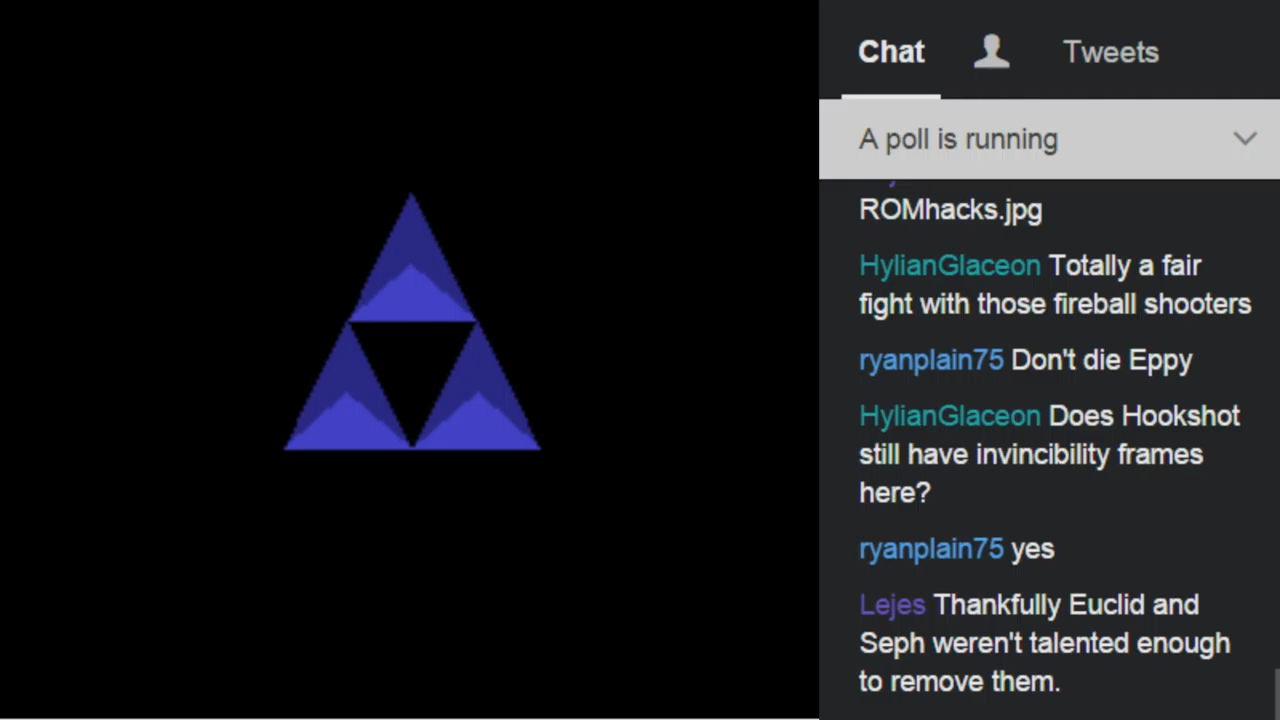 Chat
Tweets
A poll is running
ROMhacks.jpg
HylianGlaceon Totally a fair
fight with those fireball shooters
ryanplain75 Don't die Eppy
HylianGlaceon Does Hookshot
still have invincibility frames
here?
ryanplain75 yes
Lejes Thankfully Euclid and
Seph weren't talented enough
to remove them.